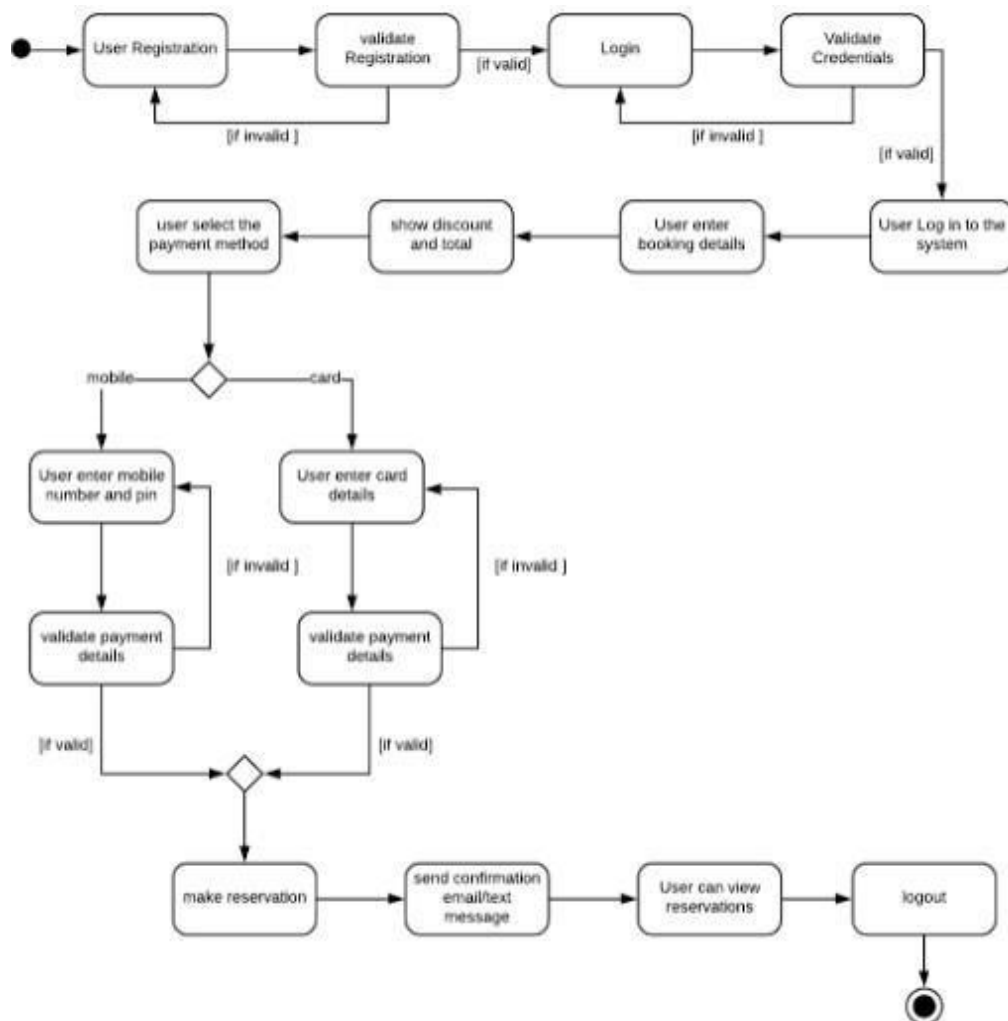 User Registration
validate
Registration
[if valid]
Login
Validate
Credentials
[if invalid ]
[if invalid ]
[if valid]
user select the
payment method
show discount
and total
User enter
booking details
User Log in to the
system
mobile
card
User enter mobile
number and pin
User enter card
details
[if invalid ]
[if invalid ]
validate payment
details
validate payment
details
[if valid]
[if valid]
make reservation
send confirmation
email/text
message
User can view
reservations
logout